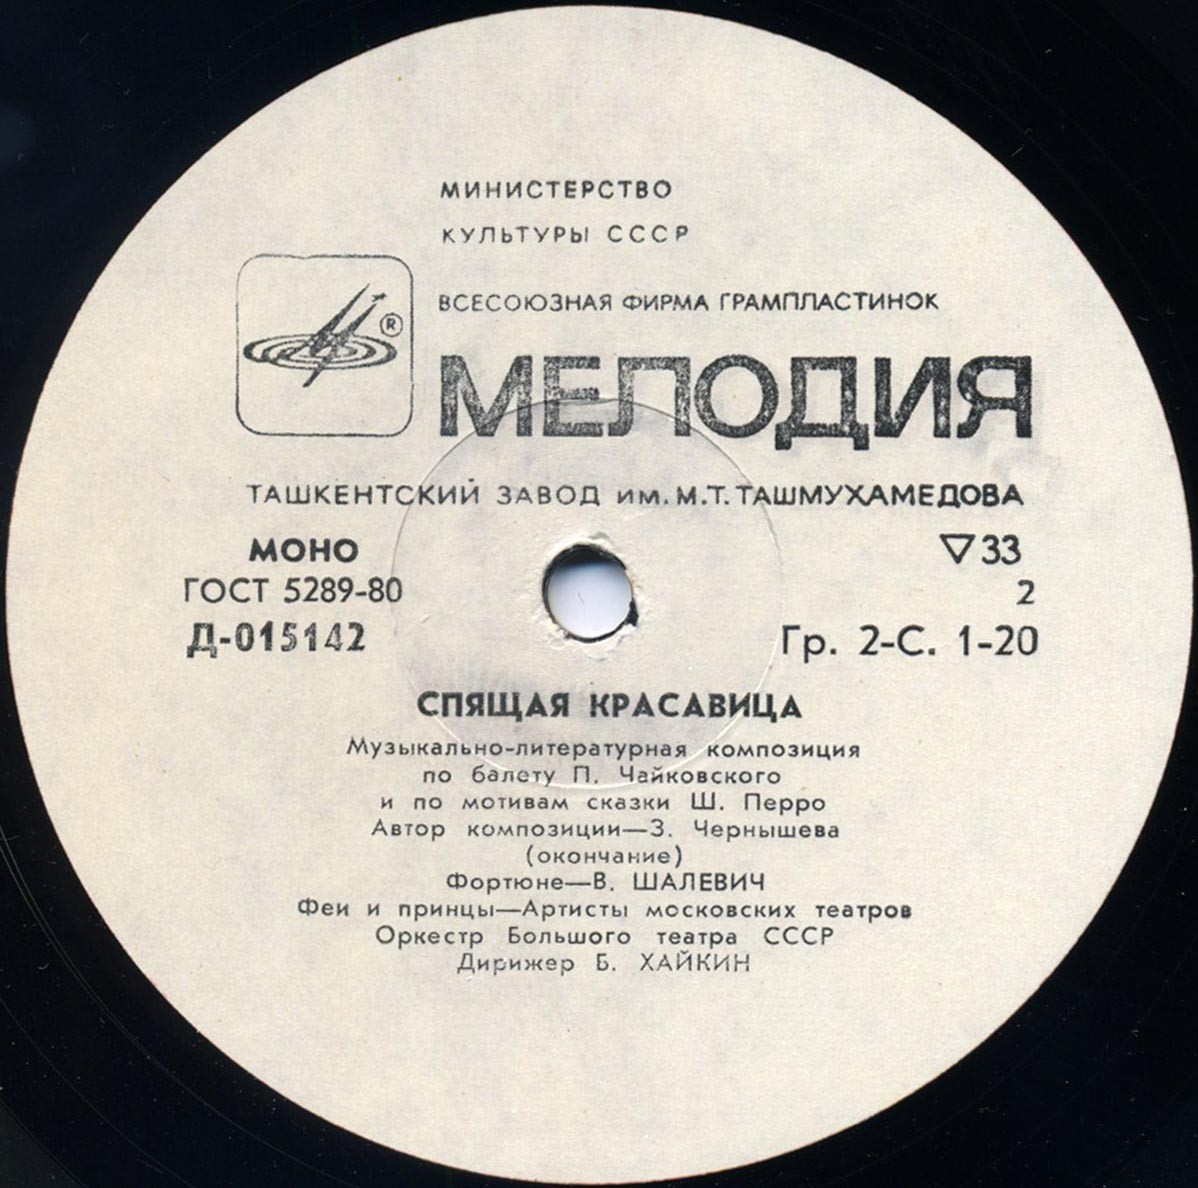 МИНИСТЕРСТВО
КУЛЬТУРЫ СССР
ВСЕСОЮЗНАЯ ФИРМА ГРАМПЛАСТИНОК
®
МЕЛОДИЯ
ТАШКЕНТСКИЙ ЗАВОД им. М.Т. ТАШМУХАМЕДОВА
МОНО ▽33
ГОСТ 5289-80 2
Д-015142 Гр. 2-С. 1-20
СПЯЩАЯ КРАСАВИЦА
Музыкально-литературная композиция
по балету П. Чайковского
и по мотивам сказки Ш. Перро
Автор композиции—З. Чернышева
(окончание)
Фортюне—В. ШАЛЕВИЧ
Феи и принцы—Артисты московских театров
Оркестр Большого театра СССР
Дирижер Б. ХАЙКИН